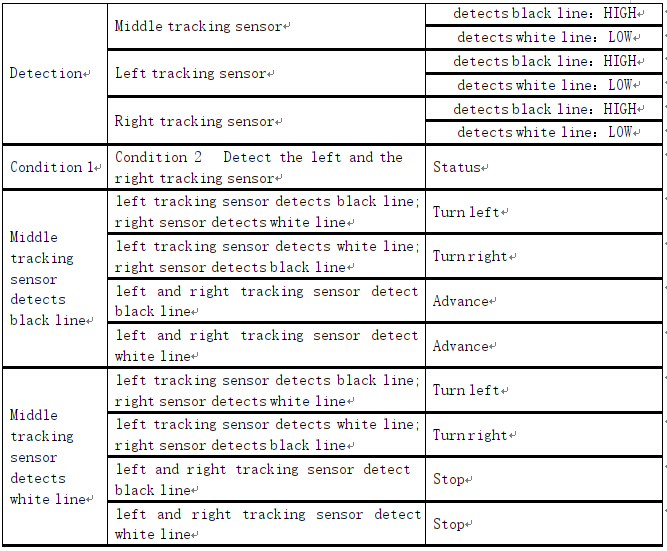 Detection
Middle tracking sensor
detects black line：HIGH
detects white line：LOW
Left tracking sensor
detects black line：HIGH
detects white line：LOW
Right tracking sensor
detects black line：HIGH
detects white line：LOW
Condition 1
Condition 2 Detect the left and the
right tracking sensor
Status
Middle
tracking
sensor
detects
black line
left tracking sensor detects black line;
right sensor detects white line
Turn left
left tracking sensor detects white line;
right sensor detects black line
Turn right
left and right tracking sensor detect
black line
Advance
left and right tracking sensor detect
white line
Advance
Middle
tracking
sensor
detects
white line
left tracking sensor detects black line;
right sensor detects white line
Turn left
left tracking sensor detects white line;
right sensor detects black line
Turn right
left and right tracking sensor detect
black line
Stop
left and right tracking sensor detect
white line
Stop